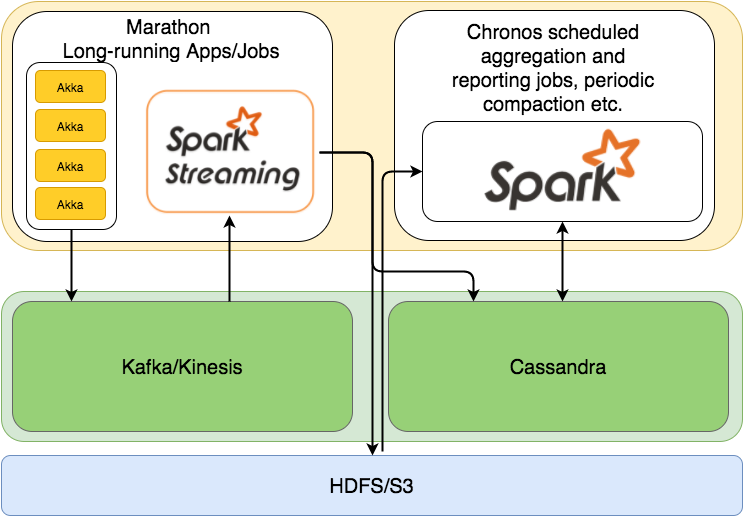 Marathon
Long-running Apps/Jobs
Akka
Akka
Akka
Akka
Spark
Streaming
Chronos scheduled
aggregation and
reporting jobs, periodic
compaction etc.
Spark
Kafka/Kinesis
Cassandra
HDFS/S3